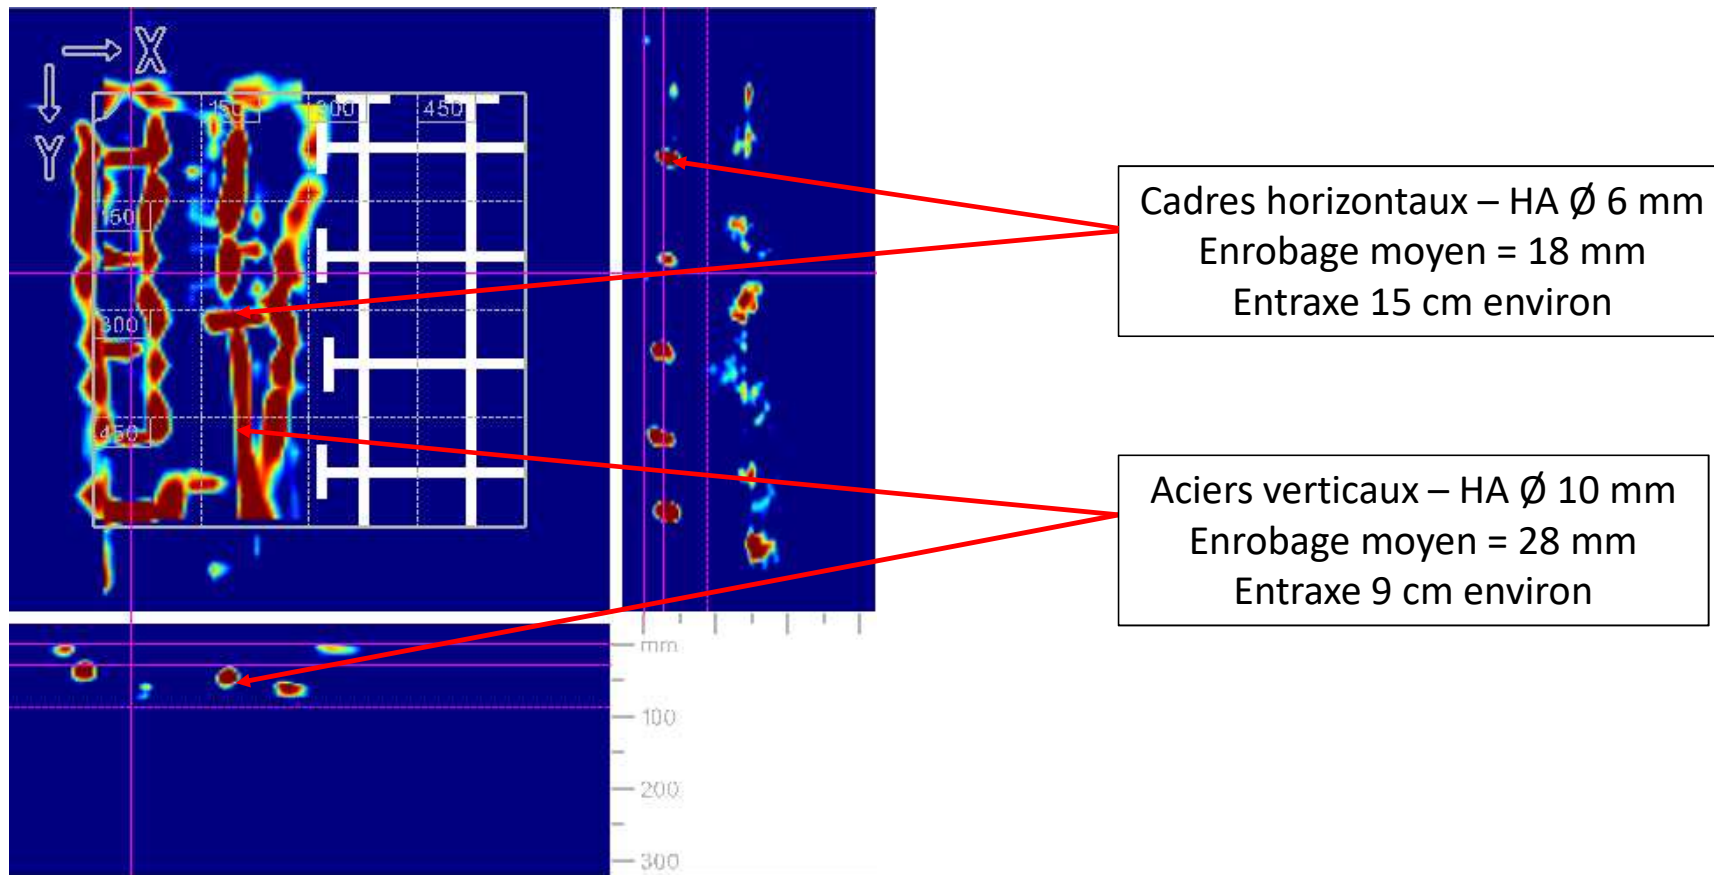 X
Y
150
300
450
150
300
450
mm
100
200
300
Cadres horizontaux – HA Ø 6 mm
Enrobage moyen = 18 mm
Entraxe 15 cm environ
Aciers verticaux – HA Ø 10 mm
Enrobage moyen = 28 mm
Entraxe 9 cm environ